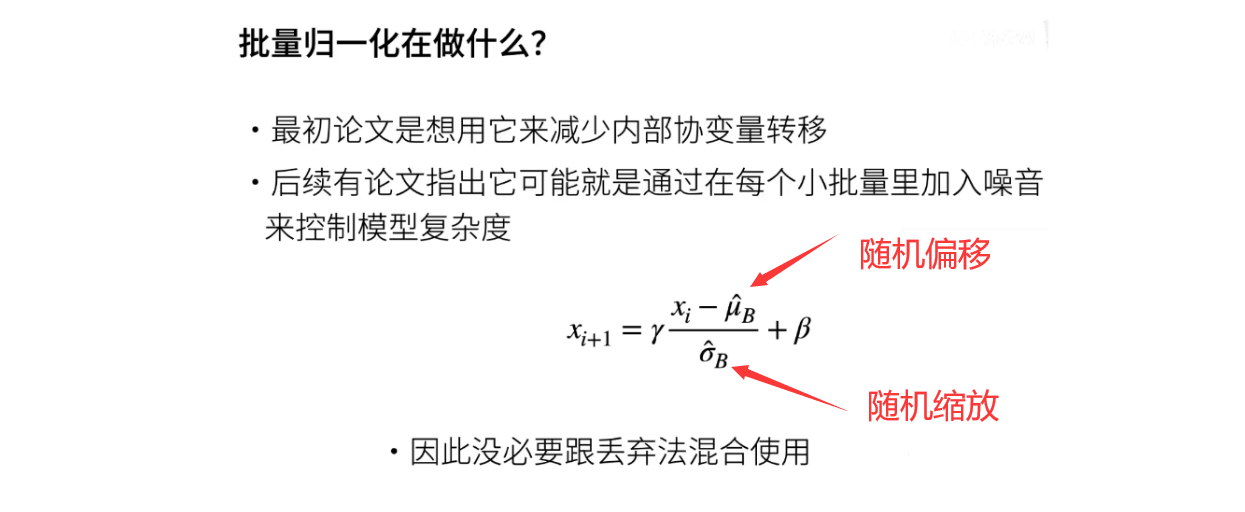 批量归一化在做什么？
・最初论文是想用它来减少内部协变量转移
・后续有论文指出它可能就是通过在每个小批量里加入噪音
来控制模型复杂度
随机偏移
x_{i+1} = γ \frac{x_i − \hat{μ}_B}{\hat{σ}_B} + β
随机缩放
・因此没必要跟丢弃法混合使用